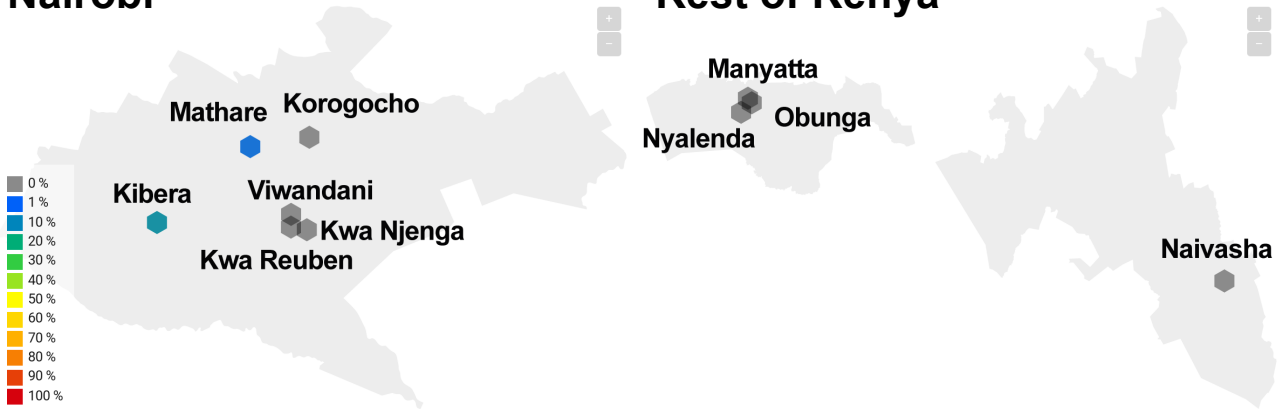 Nairobi
Rest of Kenya
+
−
+
−
Manyatta
Mathare
Korogocho
Obunga
Nyalenda
Kibera
Viwandani
Kwa Njenga
Kwa Reuben
Naivasha
0 %
1 %
10 %
20 %
30 %
40 %
50 %
60 %
70 %
80 %
90 %
100 %